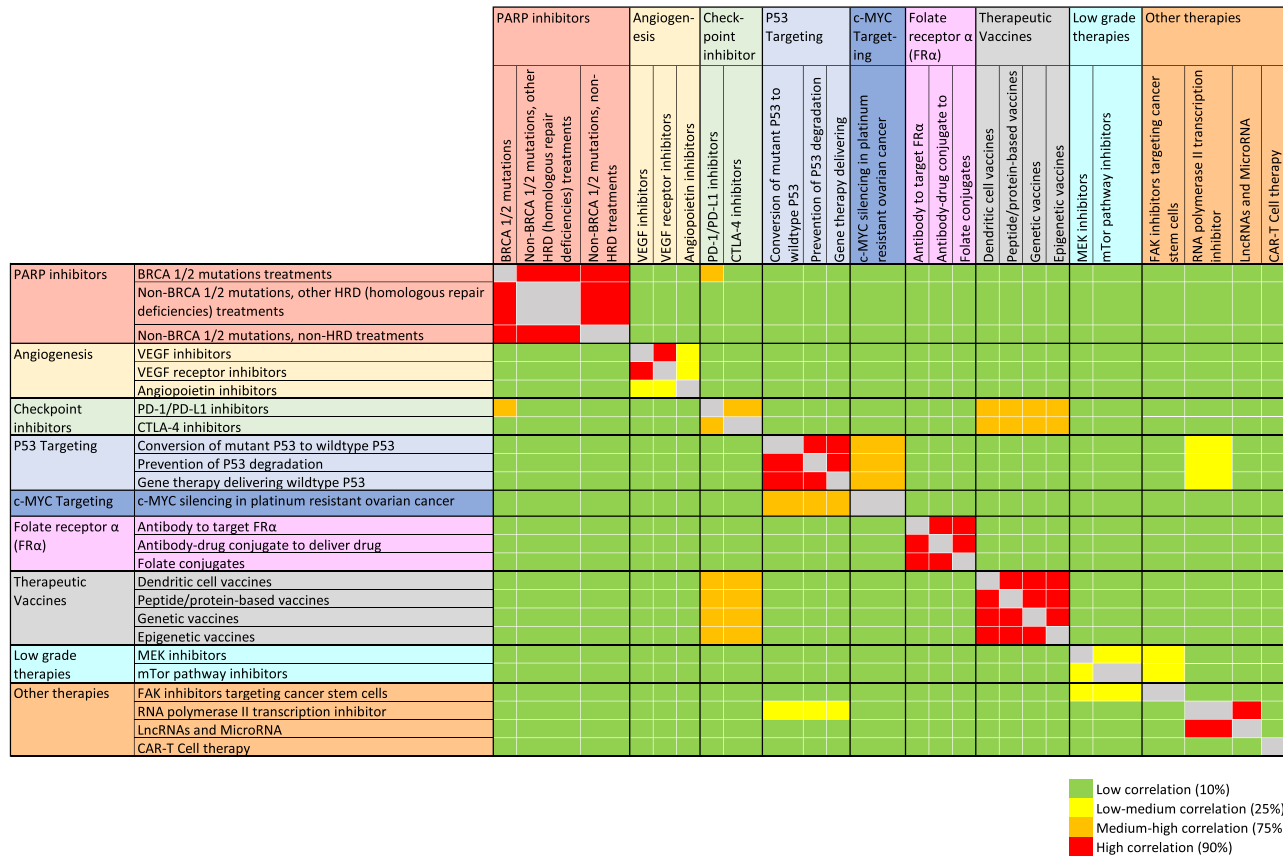 PARP inhibitors
Angiogen-
esis
Check-
point
inhibitor
P53
Targeting
c-MYC
Target-
ing
Folate
receptor α
(FRα)
Therapeutic
Vaccines
Low grade
therapies
Other therapies
BRCA 1/2 mutations
Non-BRCA 1/2 mutations, other
HRD (homologous repair
deficiencies) treatments
Non-BRCA 1/2 mutations, non-
HRD treatments
VEGF inhibitors
VEGF receptor inhibitors
Angiopoietin inhibitors
PD-1/PD-L1 inhibitors
CTLA-4 inhibitors
Conversion of mutant P53 to
wildtype P53
Prevention of P53 degradation
Gene therapy delivering
c-MYC silencing in platinum
resistant ovarian cancer
Antibody to target FRα
Antibody-drug conjugate to
Folate conjugates
Dendritic cell vaccines
Peptide/protein-based vaccines
Genetic vaccines
Epigenetic vaccines
MEK inhibitors
mTor pathway inhibitors
FAK inhibitors targeting cancer
stem cells
RNA polymerase II transcription
inhibitor
LncRNAs and MicroRNA
CAR-T Cell therapy
PARP inhibitors
BRCA 1/2 mutations treatments
Non-BRCA 1/2 mutations, other HRD (homologous repair
deficiencies) treatments
Non-BRCA 1/2 mutations, non-HRD treatments
Angiogenesis
VEGF inhibitors
VEGF receptor inhibitors
Angiopoietin inhibitors
Checkpoint
inhibitors
PD-1/PD-L1 inhibitors
CTLA-4 inhibitors
P53 Targeting
Conversion of mutant P53 to wildtype P53
Prevention of P53 degradation
Gene therapy delivering wildtype P53
c-MYC Targeting
c-MYC silencing in platinum resistant ovarian cancer
Folate receptor α
(FRα)
Antibody to target FRα
Antibody-drug conjugate to deliver drug
Folate conjugates
Therapeutic
Vaccines
Dendritic cell vaccines
Peptide/protein-based vaccines
Genetic vaccines
Epigenetic vaccines
Low grade
therapies
MEK inhibitors
mTor pathway inhibitors
Other therapies
FAK inhibitors targeting cancer stem cells
RNA polymerase II transcription inhibitor
LncRNAs and MicroRNA
CAR-T Cell therapy
Low correlation (10%)
Low-medium correlation (25%)
Medium-high correlation (75%
High correlation (90%)